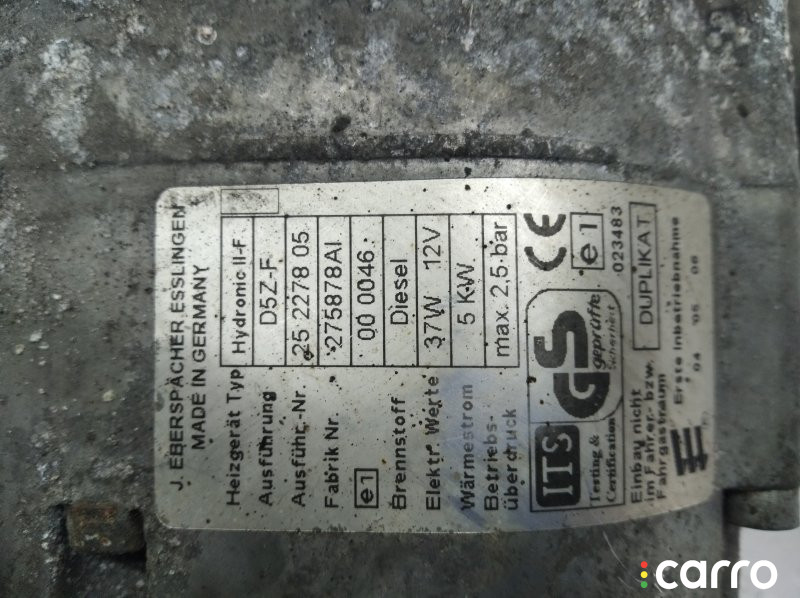 J. EBERSPÄCHER ESSLINGEN
MADE IN GERMANY
Heizgerät Typ Hydronic II-F
Ausführung D5Z-F
Ausführ.-Nr. 25 2278 05
Fabrik Nr. 275878AI
e1 00 0046
Brennstoff Diesel
Elektr. Werte 37W 12V
Wärmestrom 5 KW
Betriebs-
überdruck max. 2,5 bar
ITS
Testing &
Certification
GS
geprüfte
Sicherheit
CE
e1
023483
Einbau nicht
im Fahrer- bzw.
Fahrgastraum
DUPLIKAT
Erste Inbetriebnahme
04 05 06
carro